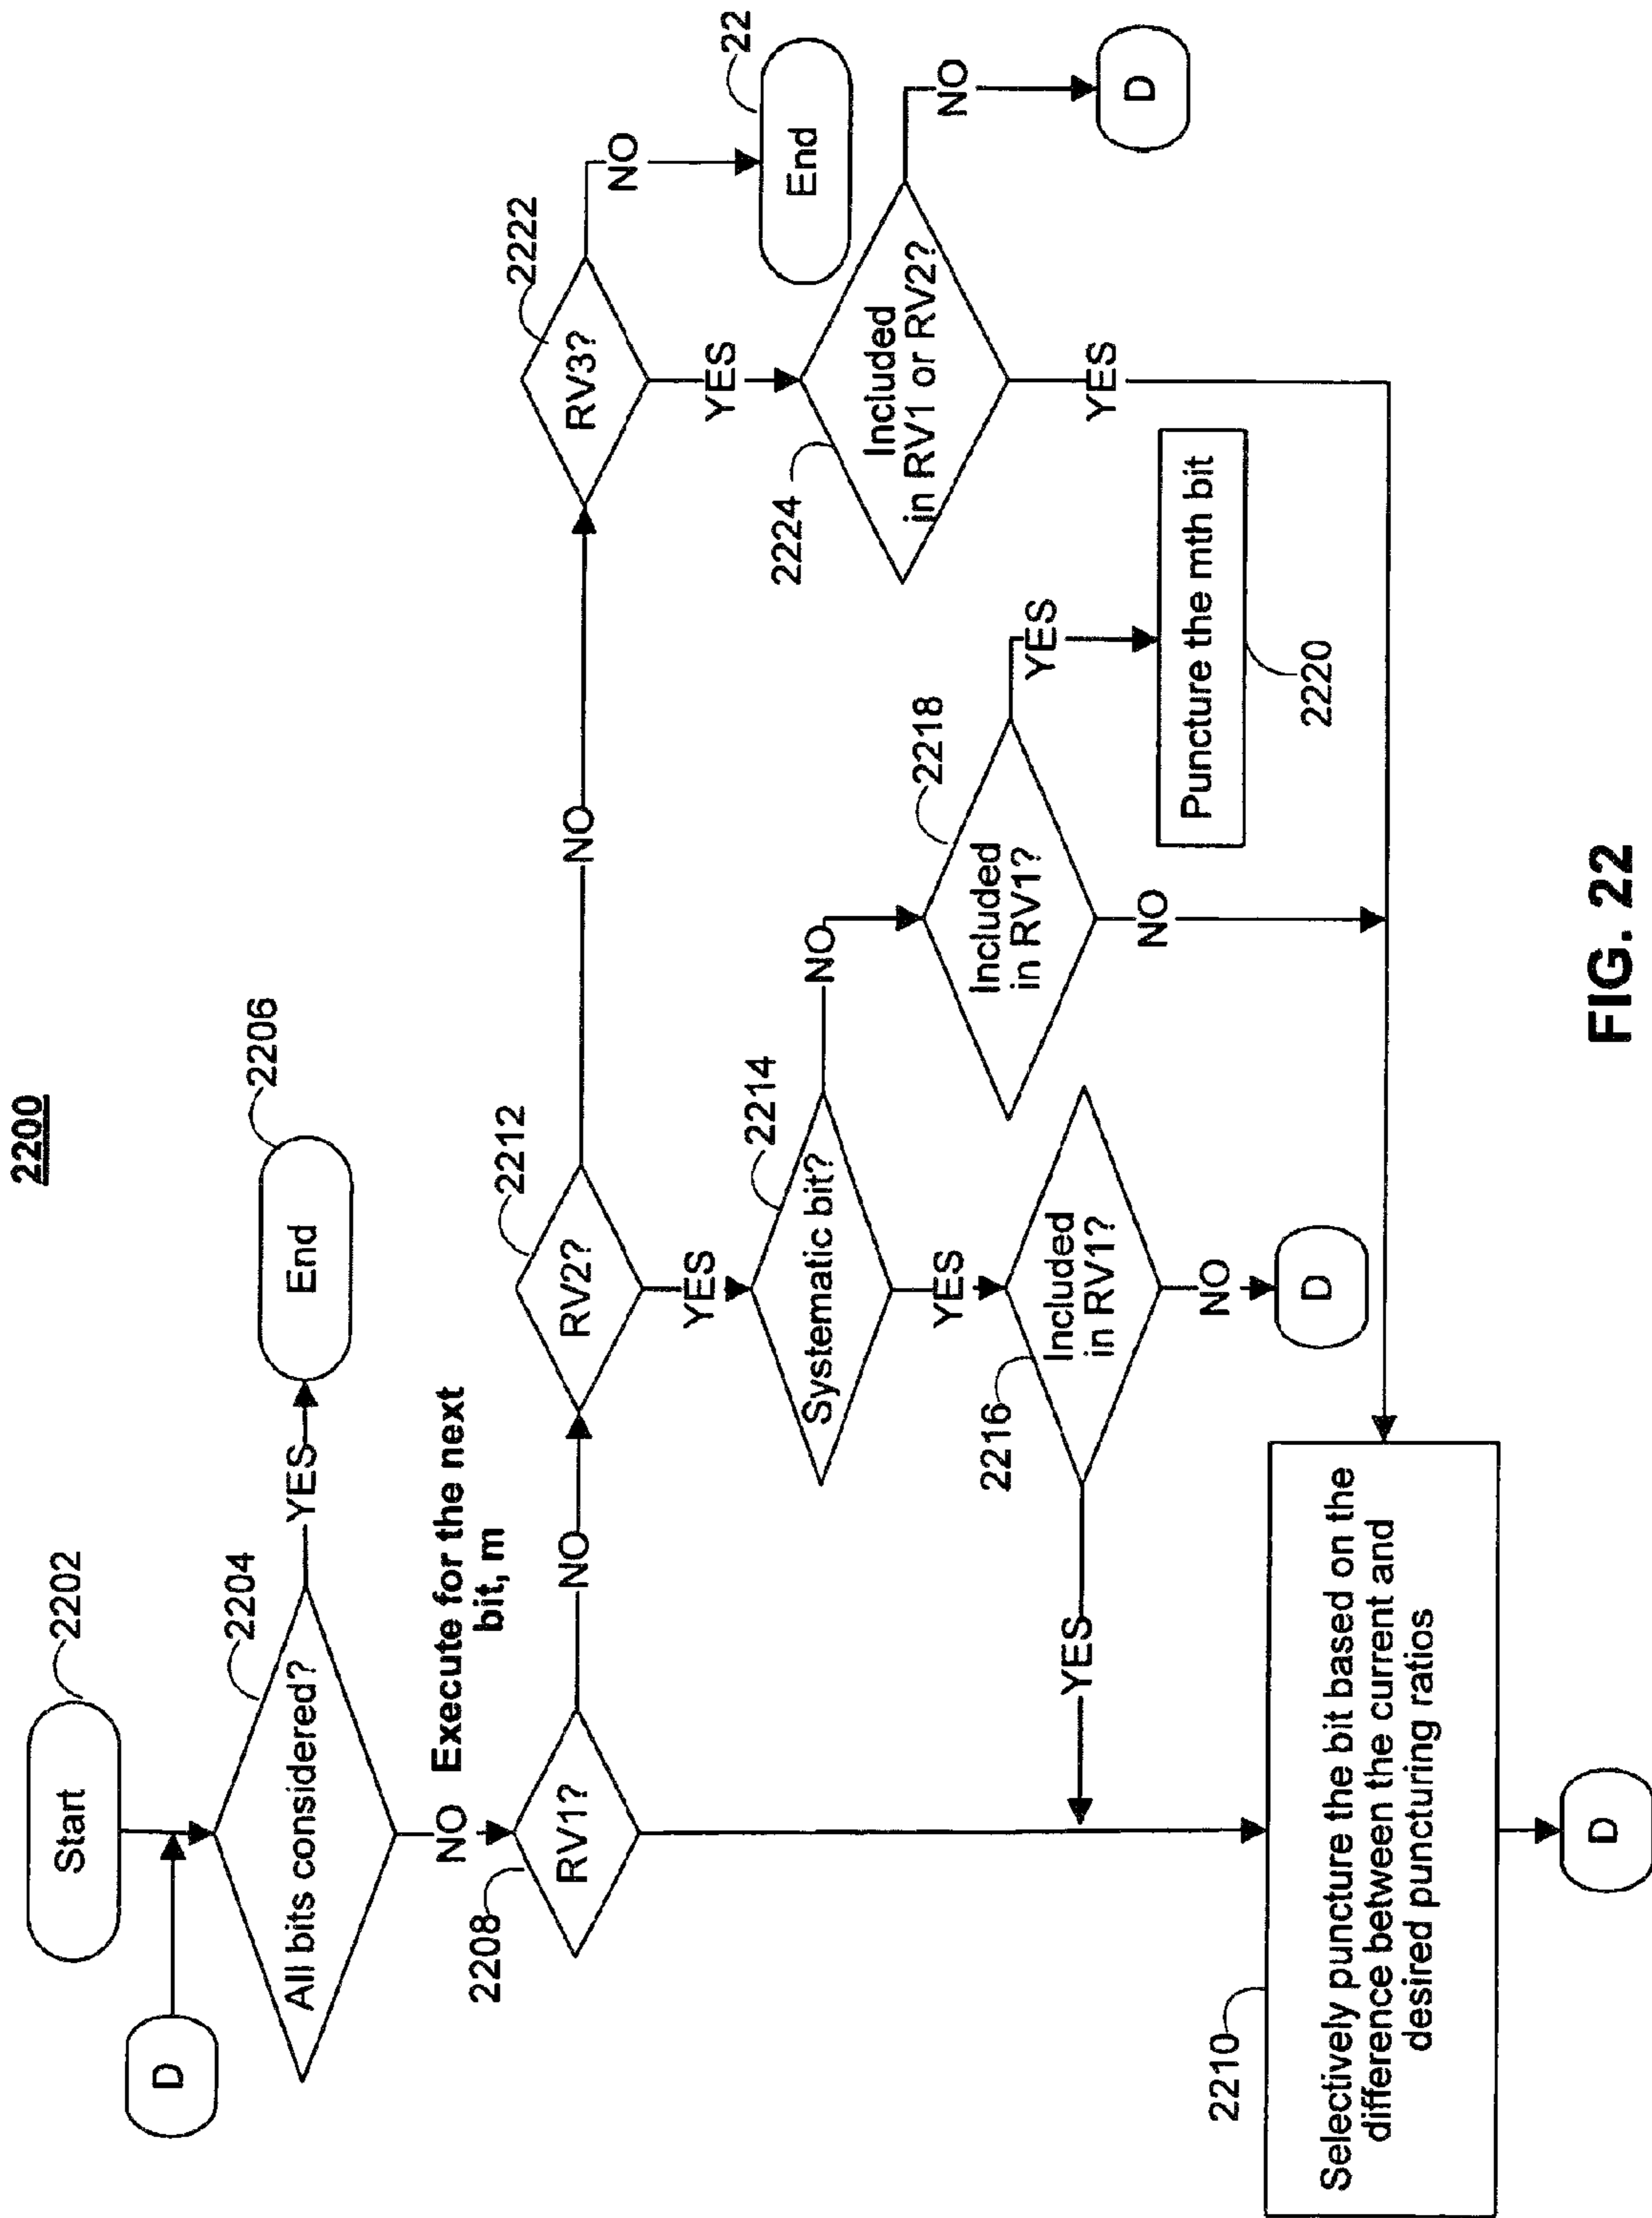 2200
Start
2202
D
All bits considered?
2204
YES
End
2206
NO
Execute for the next
bit, m
RV1?
2208
NO
RV2?
2212
NO
RV3?
2222
NO
End
22
YES
Systematic bit?
2214
NO
YES
Included
in RV1 or RV2?
2224
NO
D
YES
Included
in RV1?
2216
YES
NO
D
Included
in RV1?
2218
YES
Puncture the mth bit
2220
NO
YES
Selectively puncture the bit based on the
difference between the current and
desired puncturing ratios
2210
D
FIG. 22